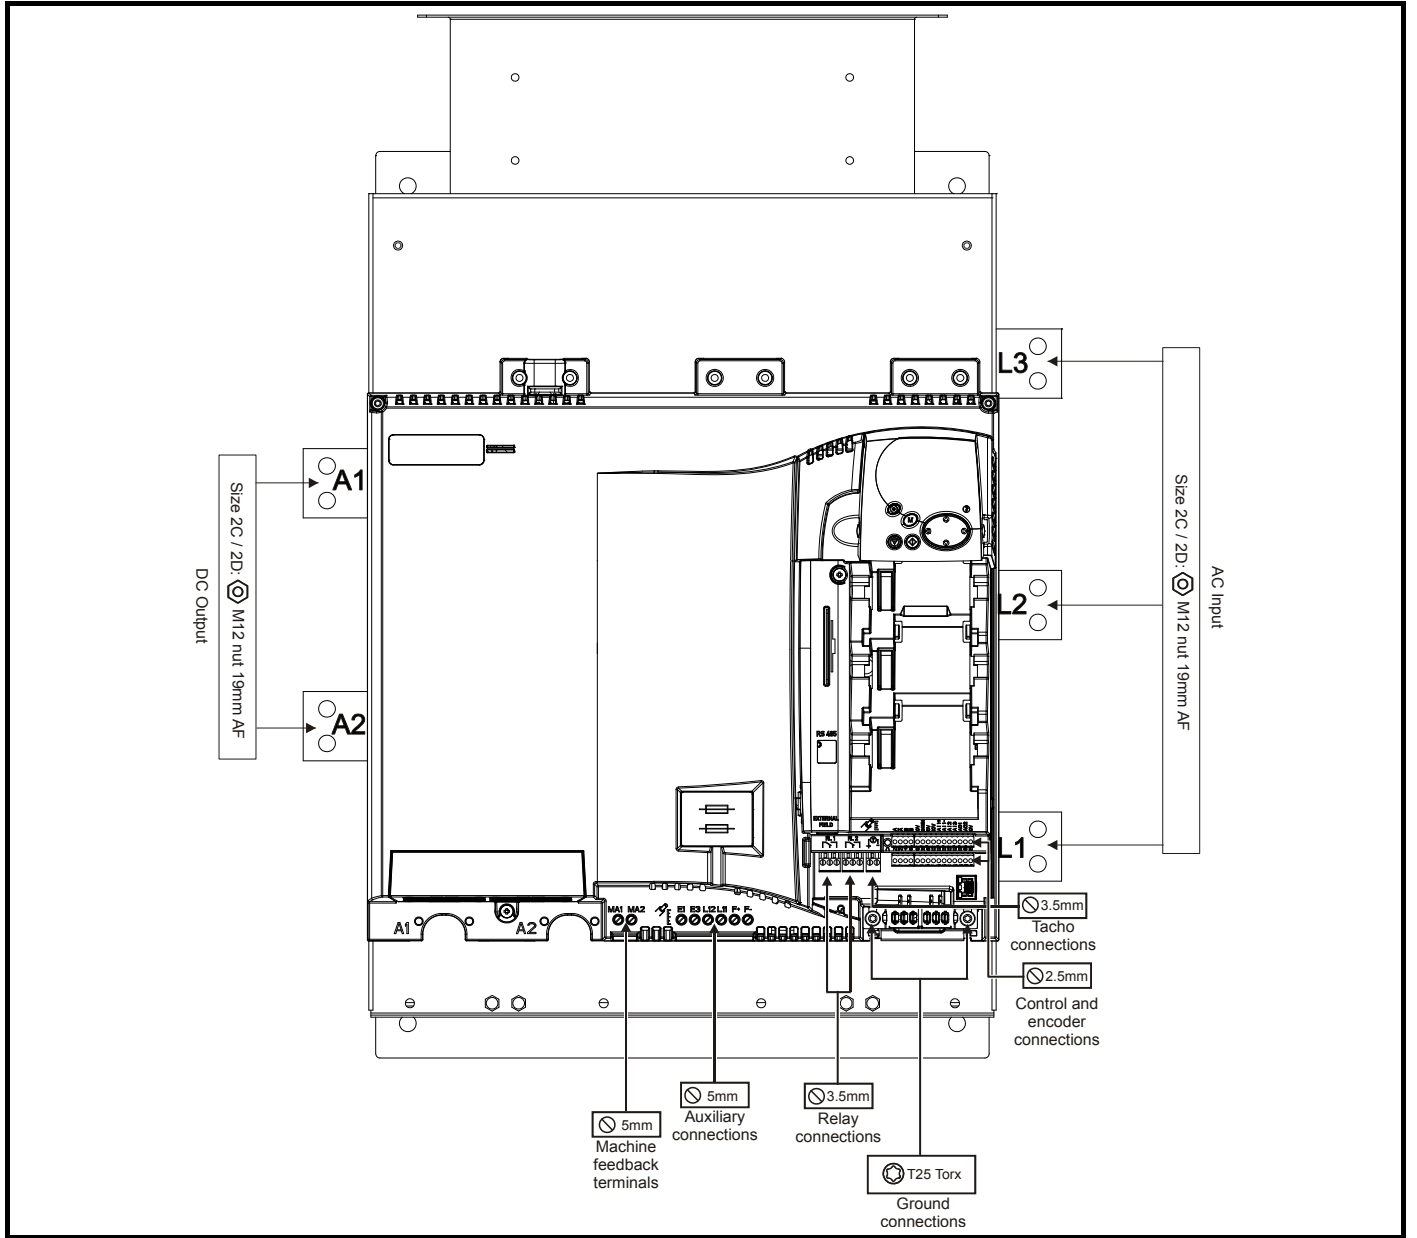 L3
A1
A2
L2
L1
Size 2C / 2D: M12 nut 19mm AF
DC Output
Size 2C / 2D: M12 nut 19mm AF
AC Input
M
RS 485
EXTERNAL
FIELD
RL1
RL2
MA1 MA2
E1 E3 L12 L11 F+ F-
A1
A2
3.5mm
Tacho
connections
2.5mm
Control and
encoder
connections
5mm
Auxiliary
connections
3.5mm
Relay
connections
5mm
Machine
feedback
terminals
T25 Torx
Ground
connections